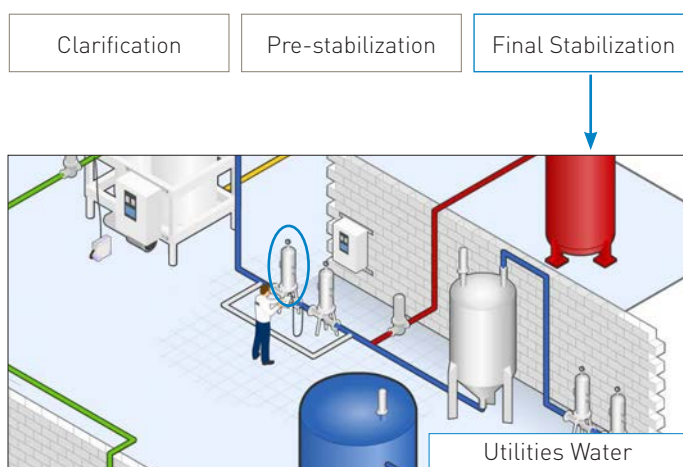 Clarification
Pre-stabilization
Final Stabilization
Utilities Water